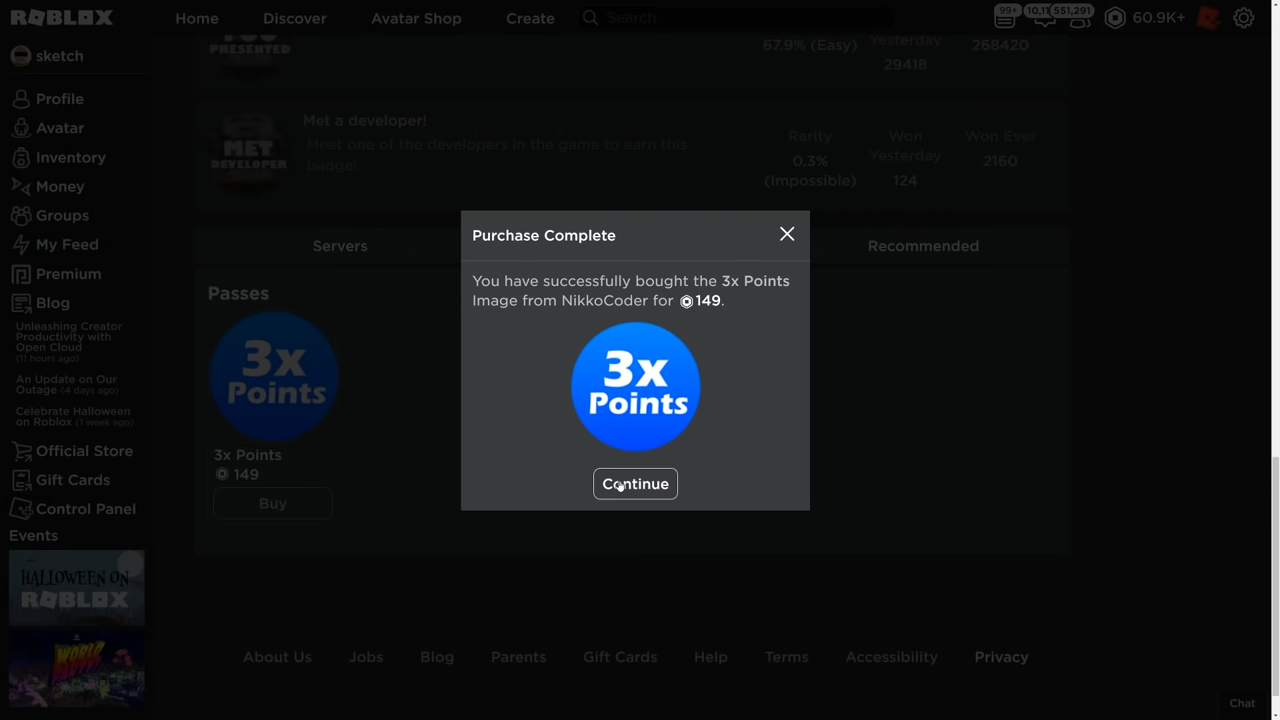 ROBLOX
Home
Discover
Avatar Shop
Create
Search
99+
10,11
551,291
60.9K+
sketch
Profile
Avatar
Inventory
Money
Groups
My Feed
Premium
Blog
Unleashing Creator
Productivity with
Open Cloud
(11 hours ago)
An Update on Our
Outage (4 days ago)
Celebrate Halloween
on Roblox (1 week ago)
Official Store
Gift Cards
Control Panel
Events
HALLOWEEN ON
ROBLOX
WORLD
YOU
PRESENTED
67.9% (Easy)
Yesterday
29418
268420
MET
DEVELOPER
Met a developer!
Meet one of the developers in the game to earn this
badge!
Rarity
0.3%
(Impossible)
Won
Yesterday
124
Won Ever
2160
Servers
Recommended
Passes
3x
Points
3x Points
149
Buy
Purchase Complete
You have successfully bought the 3x Points
Image from NikkoCoder for 149.
3x
Points
Continue
About Us
Jobs
Blog
Parents
Gift Cards
Help
Terms
Accessibility
Privacy
Chat